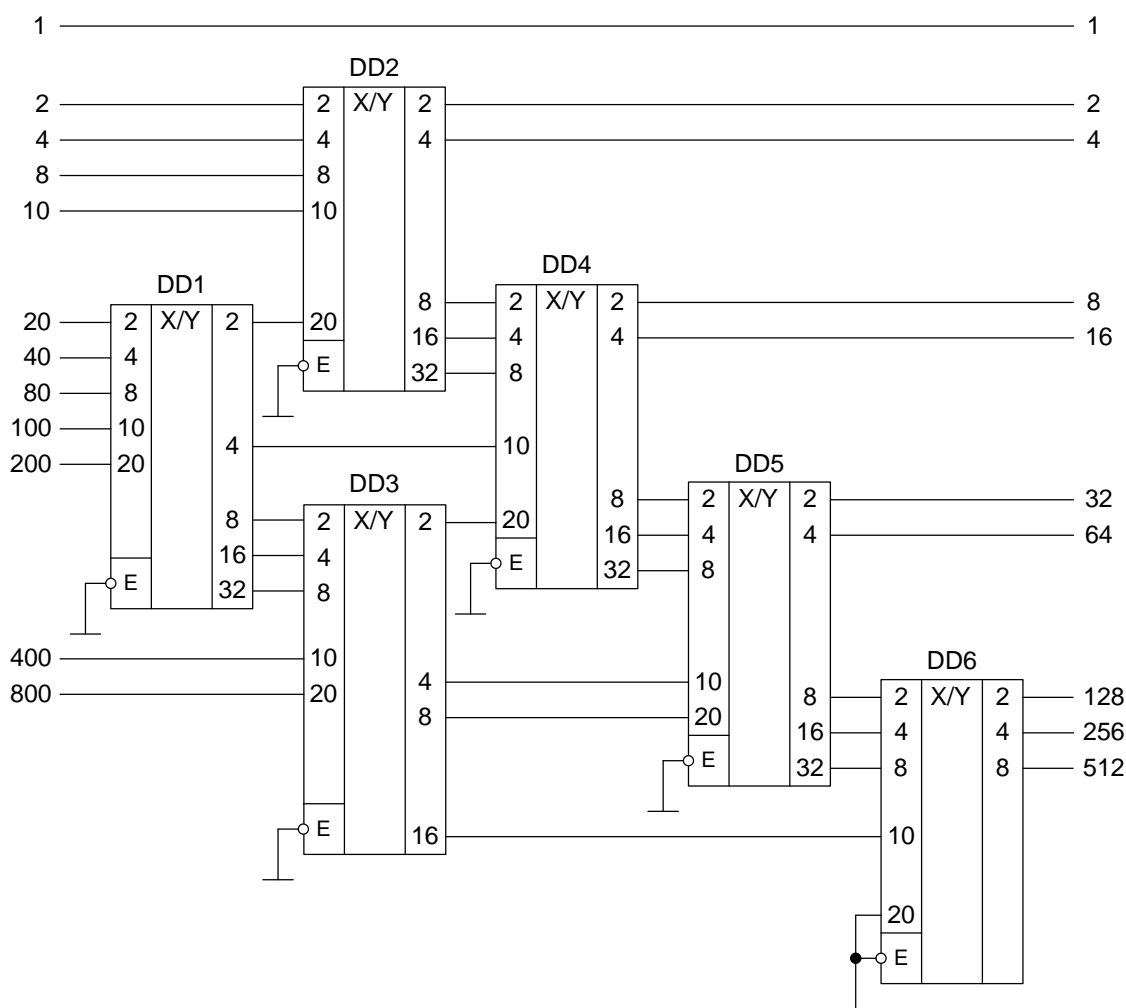 1 1
DD2
2 2 X/Y 2 2
4 4 4 4
8 8
10 10
DD4
DD1
8 2 X/Y 2 8
20 2 X/Y 2 20
16 4 4 16
40 4
E 32 8
80 8
100 10
4 10
200 20
DD5
DD3
8 2 X/Y 2 32
8 2 X/Y 2 20
16 4 4 64
16 4
E 32 8
E 32 8
400 10
DD6
4 10
800 20
8 2 X/Y 2 128
8 20
16 4 4 256
E 32 8 8 512
E 16 10
20
E